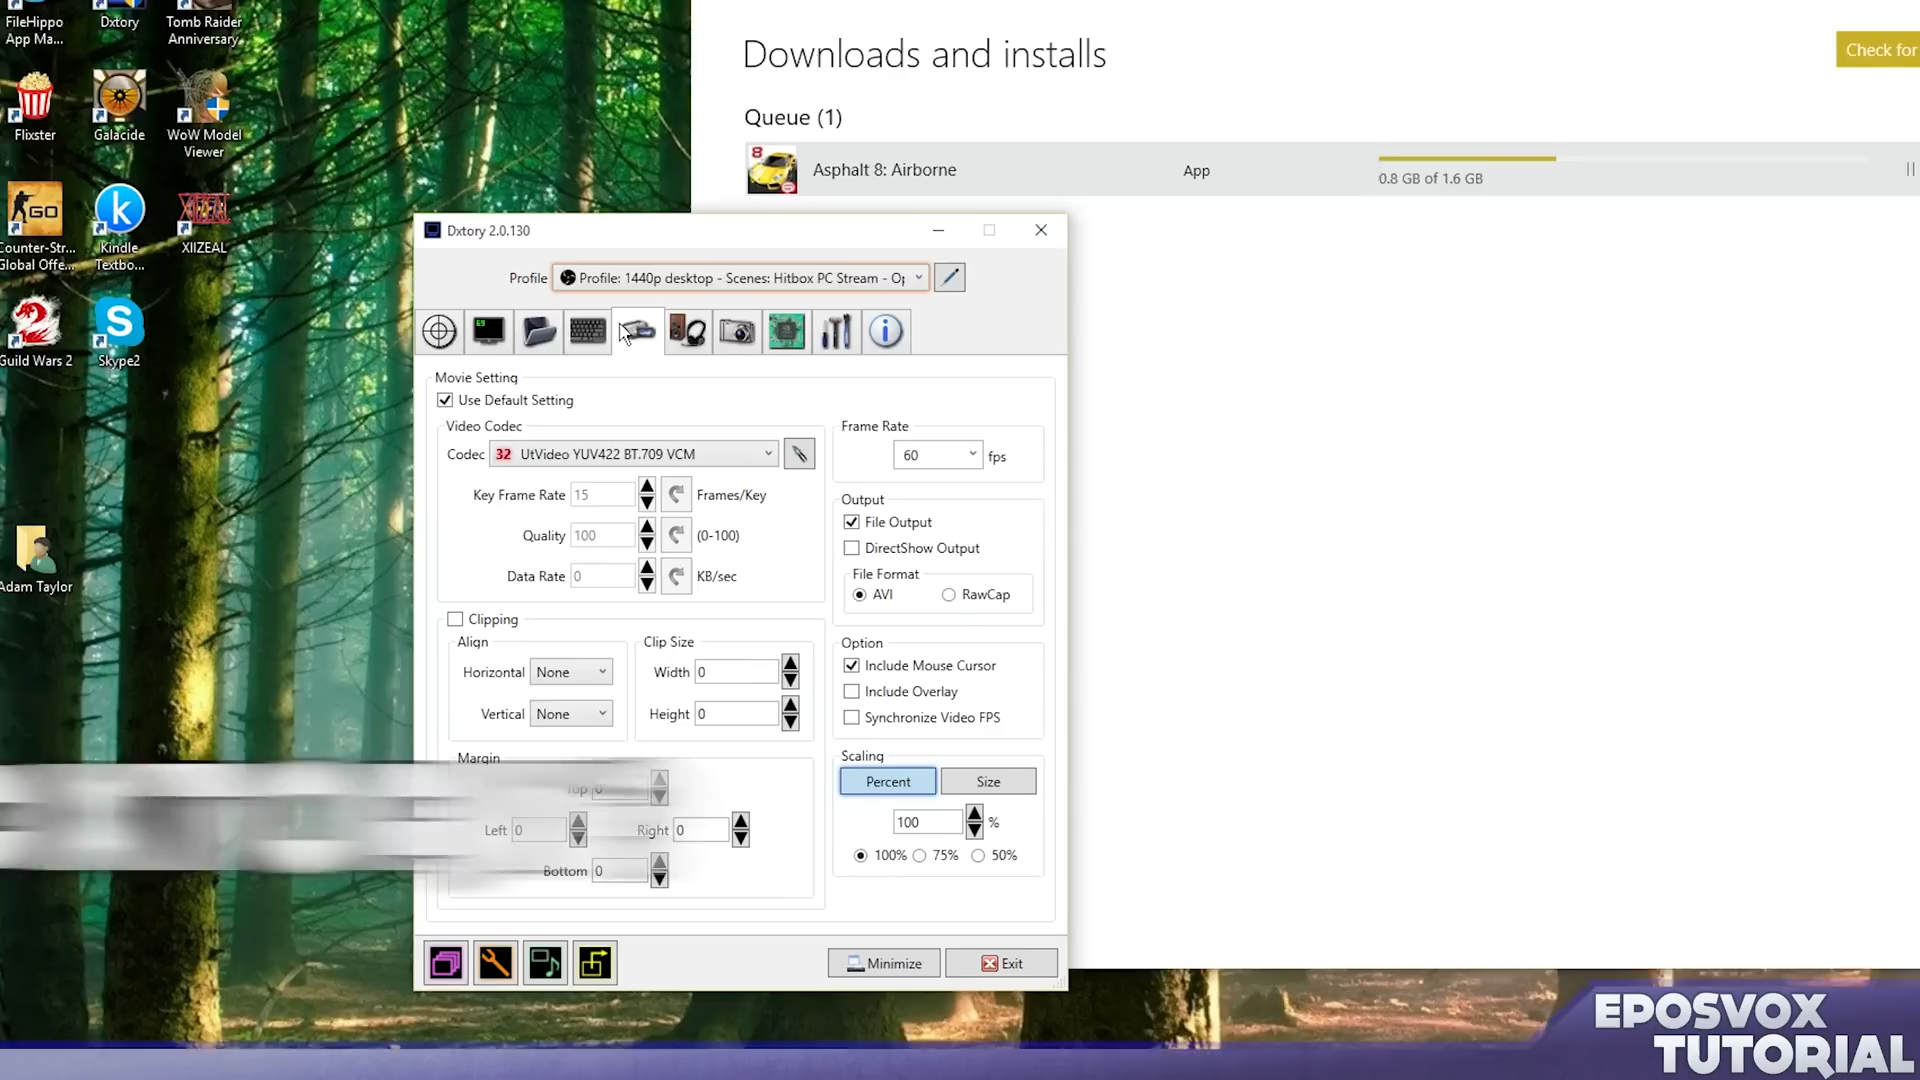 FileHippo
App Ma...
Dxtory
Tomb Raider
Anniversary
Flixster
Galacide
WoW Model
Viewer
GO
Counter-Str...
Global Offe...
Kindle
Textbo...
XIIZEAL
XIIZEAL
Guild Wars 2
Skype2
Adam Taylor
Downloads and installs
Check for
Queue (1)
8
Asphalt 8: Airborne
App
0.8 GB of 1.6 GB
Dxtory 2.0.130
Profile
Profile: 1440p desktop - Scenes: Hitbox PC Stream - Op
Movie Setting
Use Default Setting
Video Codec
Codec
32 UtVideo YUV422 BT.709 VCM
Key Frame Rate 15 Frames/Key
Quality 100 (0-100)
Data Rate 0 KB/sec
Frame Rate
60 fps
Output
File Output
DirectShow Output
File Format
AVI RawCap
Clipping
Align
Horizontal None
Vertical None
Clip Size
Width 0
Height 0
Option
Include Mouse Cursor
Include Overlay
Synchronize Video FPS
Margin
Top 0
Left 0 Right 0
Bottom 0
Scaling
Percent Size
100 %
100% 75% 50%
Minimize Exit
EPOSVOX
TUTORIAL